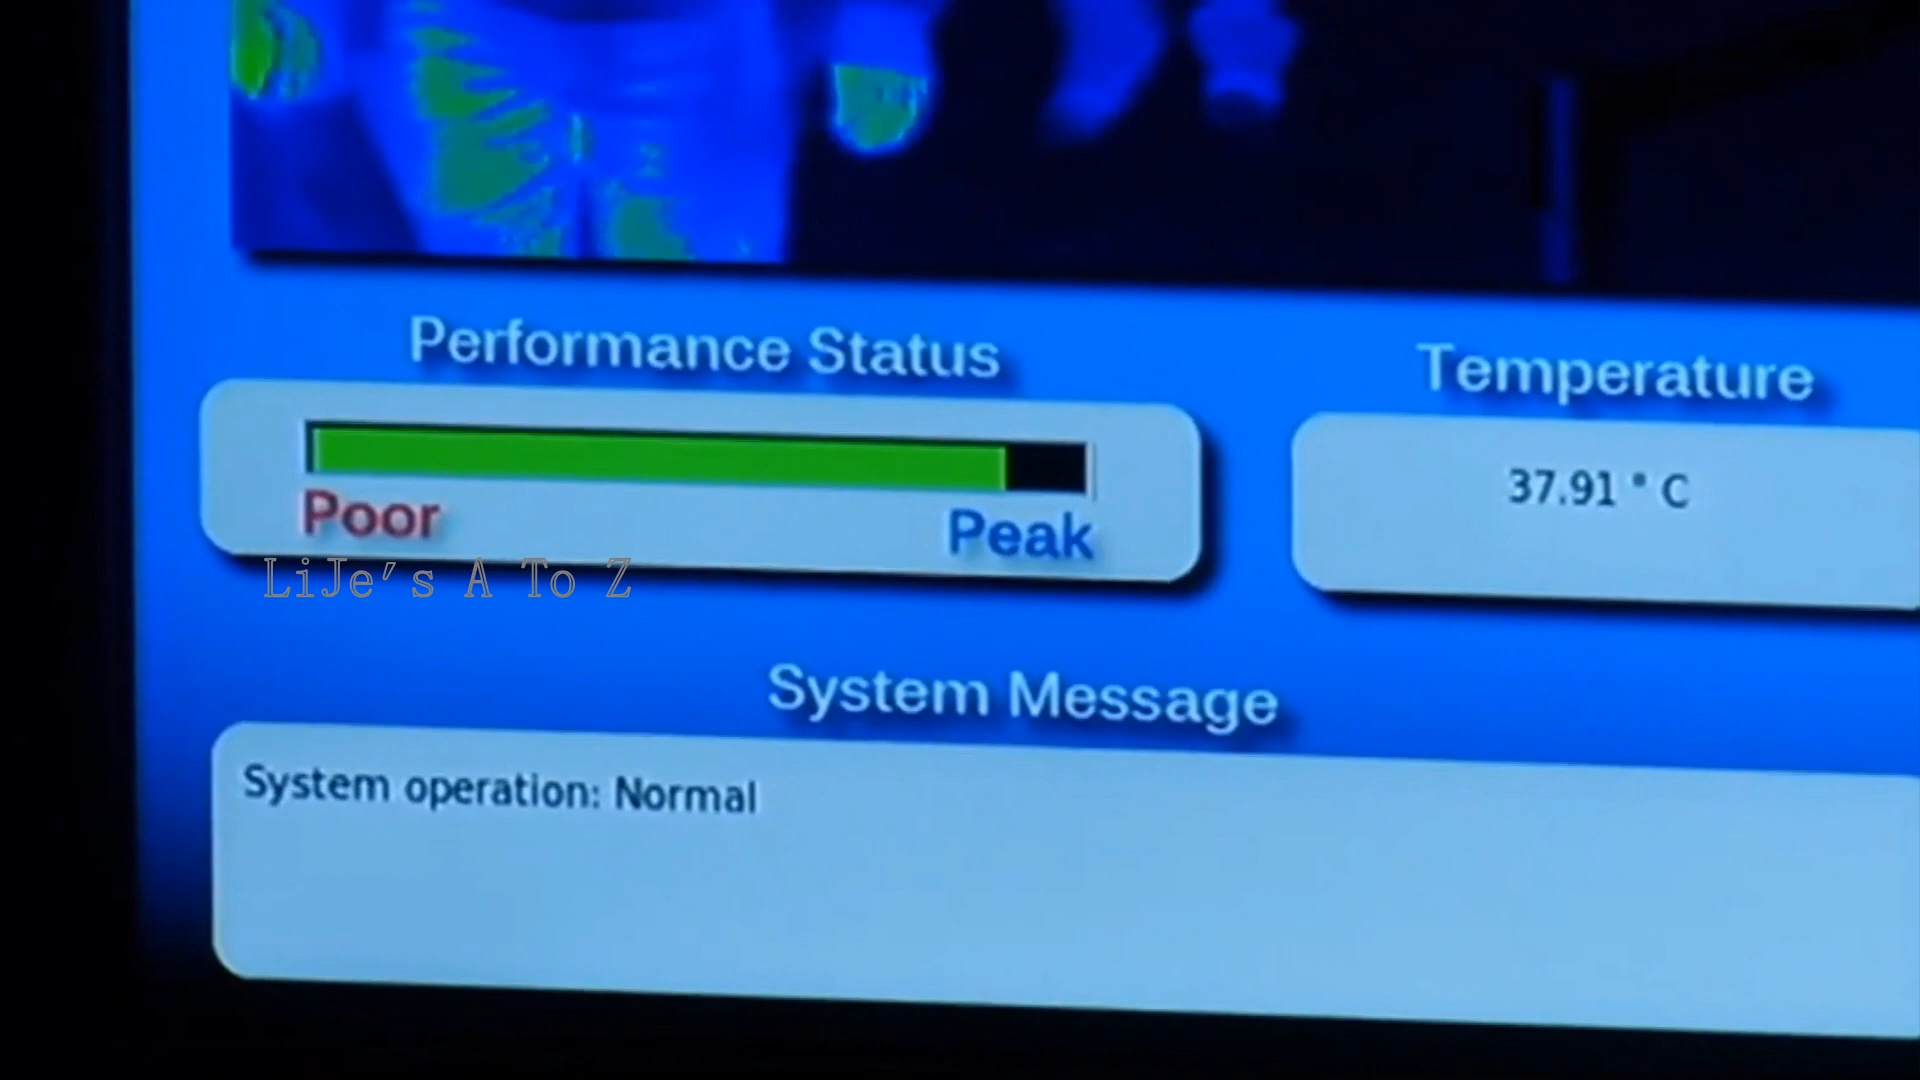 Performance Status
Temperature
37.91 ° C
Poor
Peak
LiJe's A To Z
System Message
System operation: Normal